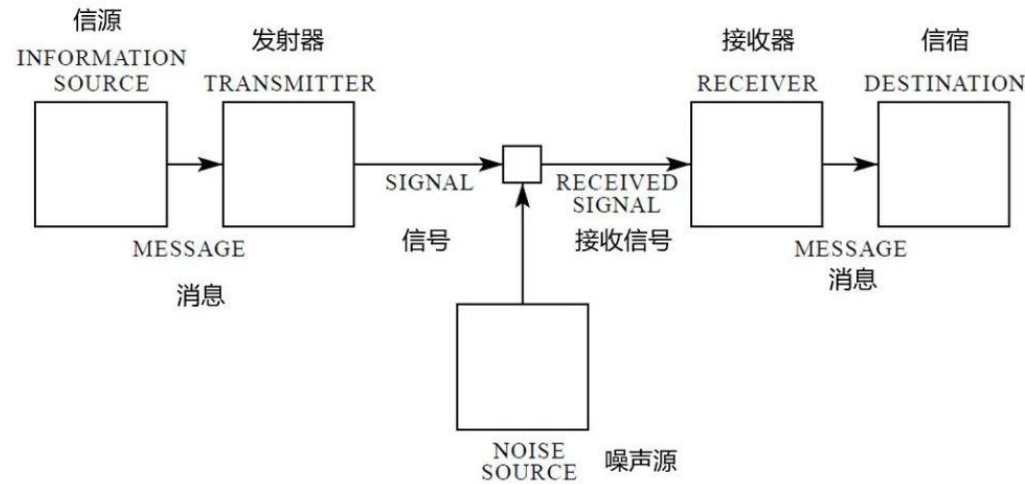 信源
INFORMATION
SOURCE
发射器
TRANSMITTER
接收器
RECEIVER
信宿
DESTINATION
MESSAGE
消息
SIGNAL
信号
RECEIVED
SIGNAL
接收信号
MESSAGE
消息
NOISE
SOURCE
噪声源